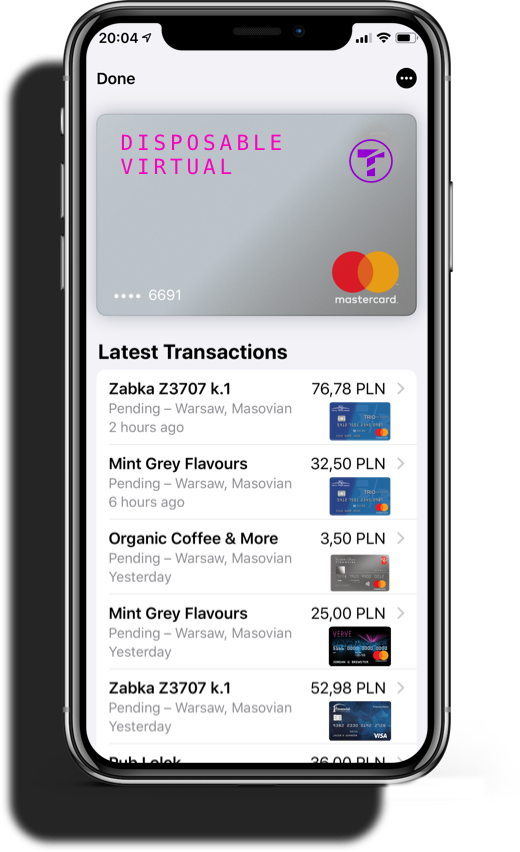 20:04
Done
DISPOSABLE
VIRTUAL
•••• 6691
mastercard.
Latest Transactions
Zabka Z3707 k.1 76,78 PLN
Pending – Warsaw, Masovian
2 hours ago
TRIO
Mint Grey Flavours 32,50 PLN
Pending – Warsaw, Masovian
6 hours ago
TRIO
Organic Coffee & More 3,50 PLN
Pending – Warsaw, Masovian
Yesterday
Mint Grey Flavours 25,00 PLN
Pending – Warsaw, Masovian
Yesterday
VERVE
Zabka Z3707 k.1 52,98 PLN
Pending – Warsaw, Masovian
Yesterday
VISA